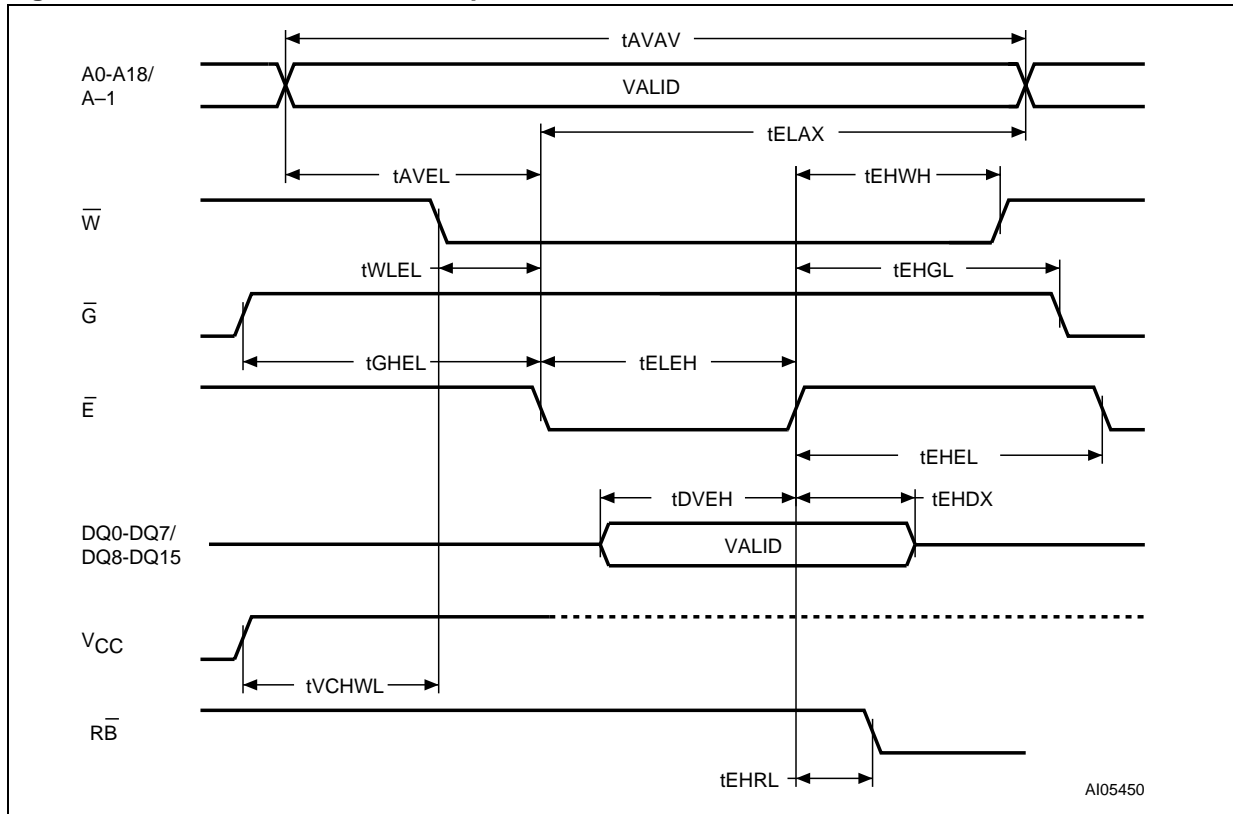 tAVAV
A0-A18/
A–1
VALID
tELAX
tAVEL
tEHWH
W̅
tWLEL
tEHGL
G̅
tGHEL
tELEH
E̅
tEHEL
tDVEH
tEHDX
DQ0-DQ7/
DQ8-DQ15
VALID
VCC
tVCHWL
RB̅
tEHRL
AI05450